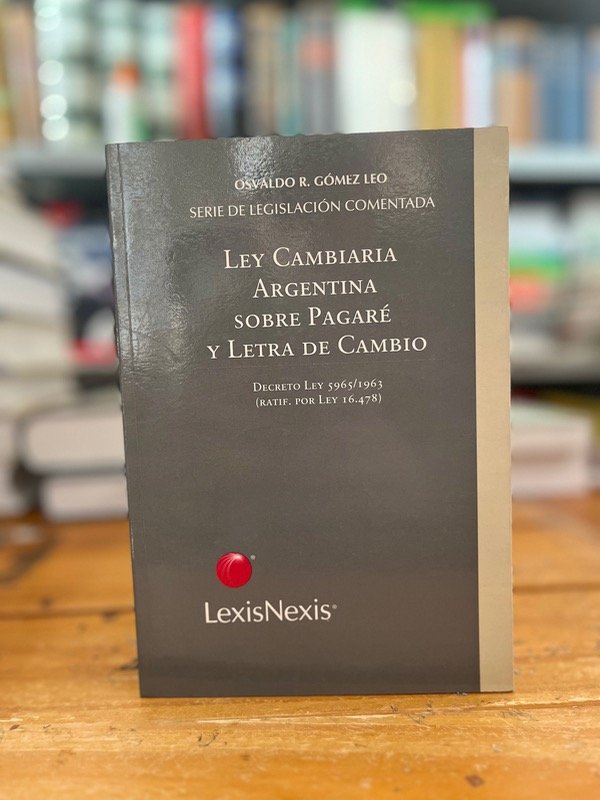 OSVALDO R. GÓMEZ LEO
SERIE DE LEGISLACIÓN COMENTADA
LEY CAMBIARIA
ARGENTINA
SOBRE PAGARÉ
Y LETRA DE CAMBIO
DECRETO LEY 5965/1963
(RATIF. POR LEY 16.478)
®
LexisNexis®